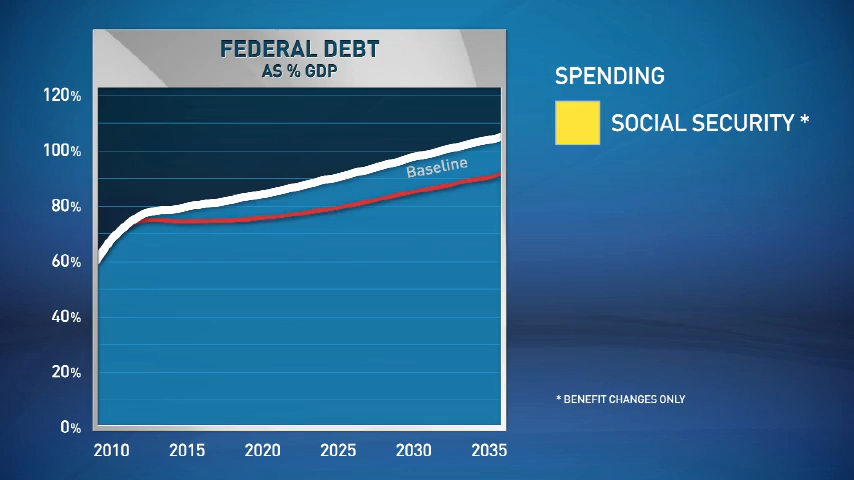 FEDERAL DEBT
AS % GDP
SPENDING
SOCIAL SECURITY *
120%
100%
80%
60%
40%
20%
0%
Baseline
* BENEFIT CHANGES ONLY
2010 2015 2020 2025 2030 2035